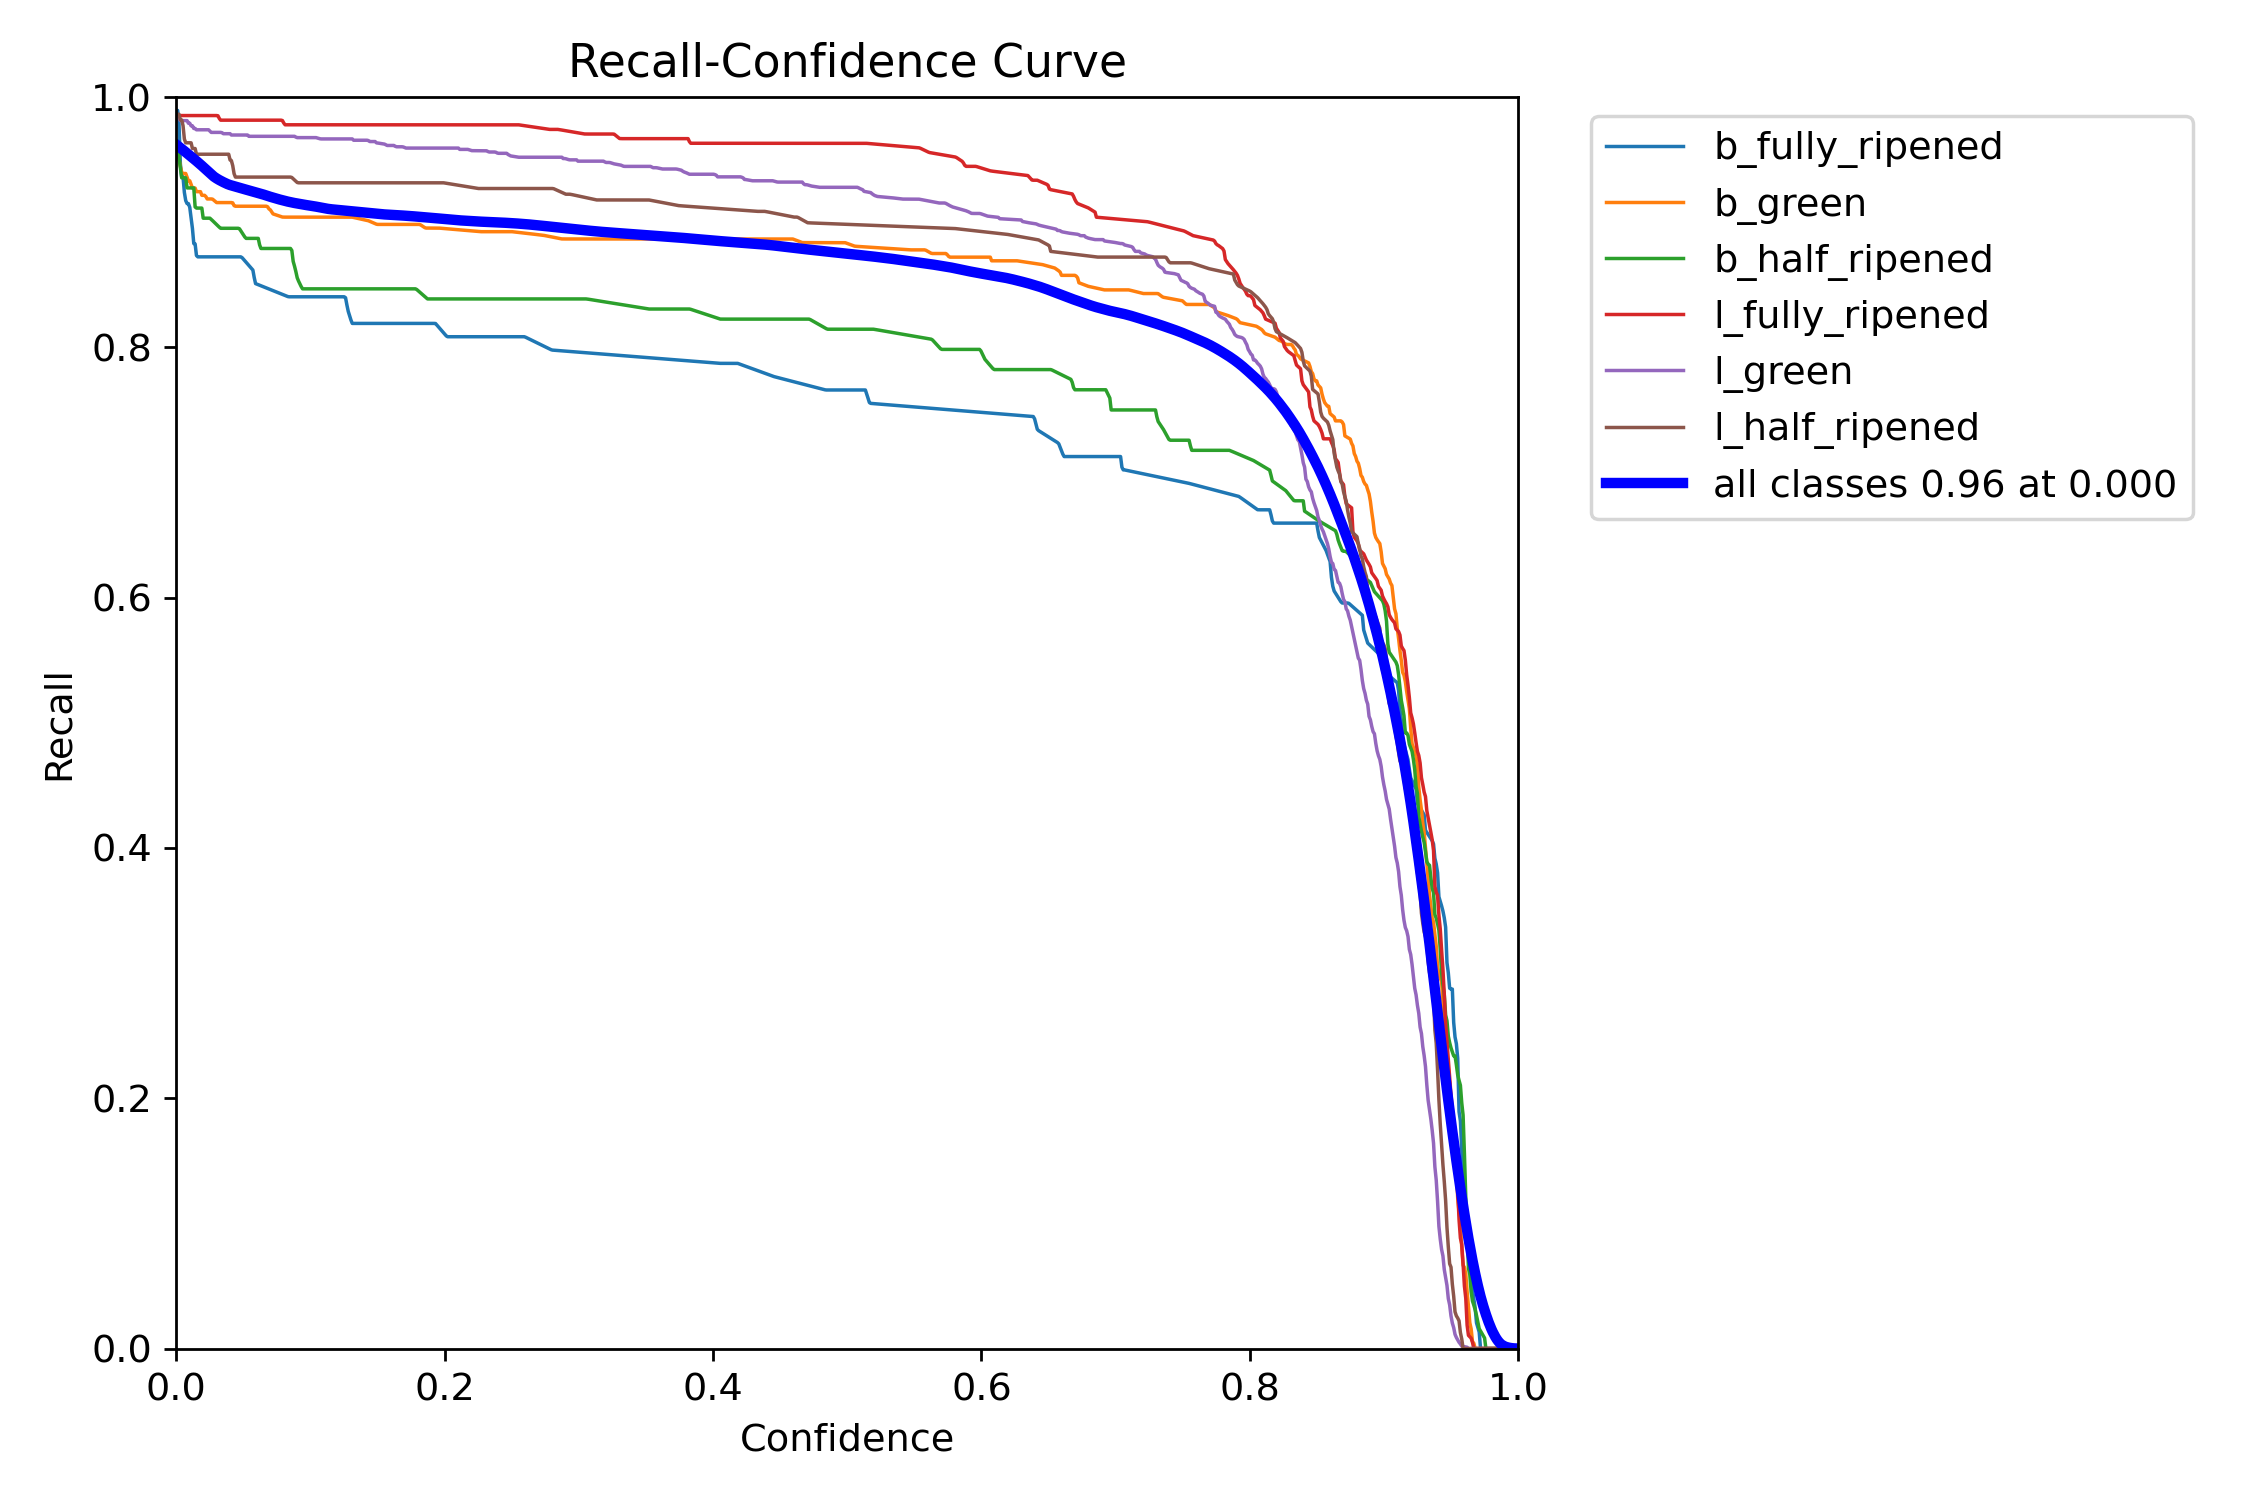 Recall-Confidence Curve
1.0
0.8
0.6
0.4
0.2
0.0
Recall
0.0 0.2 0.4 0.6 0.8 1.0
Confidence
b_fully_ripened
b_green
b_half_ripened
l_fully_ripened
l_green
l_half_ripened
all classes 0.96 at 0.000